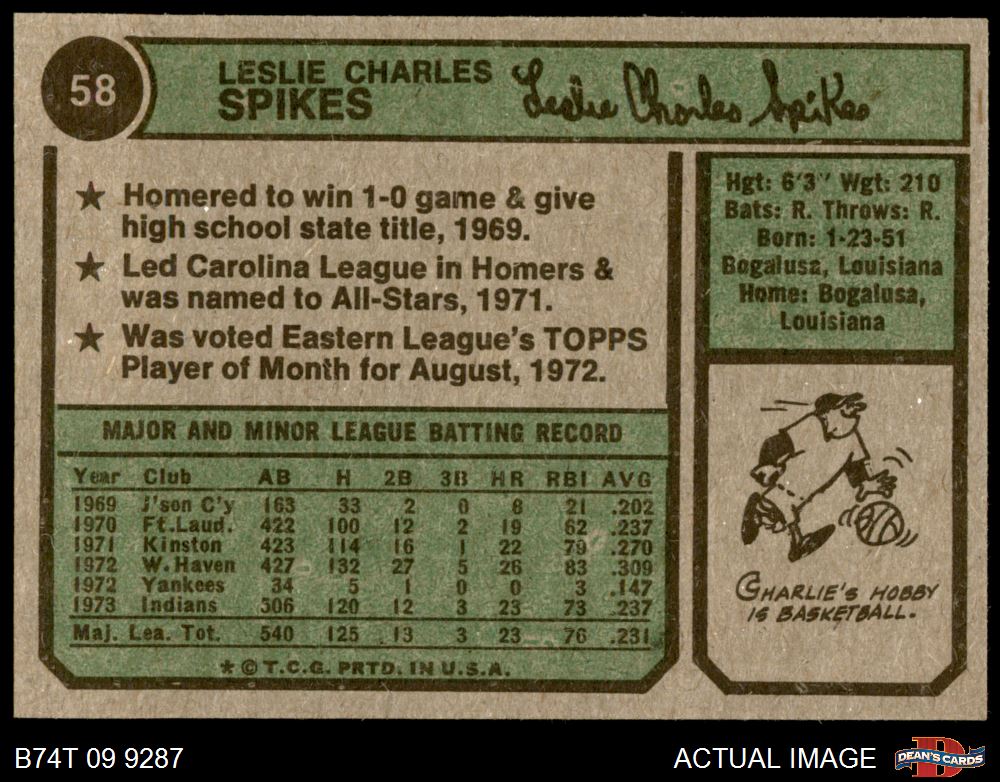 58
LESLIE CHARLES
SPIKES
Leslie Charles Spikes
★ Homered to win 1-0 game & give
high school state title, 1969.
★ Led Carolina League in Homers &
was named to All-Stars, 1971.
★ Was voted Eastern League's TOPPS
Player of Month for August, 1972.
MAJOR AND MINOR LEAGUE BATTING RECORD
Year Club AB H 2B 3B HR RBI AVG
1969 J'son C'y 163 33 2 0 8 21 .202
1970 Ft.Laud. 422 100 12 2 19 62 .237
1971 Kinston 423 114 16 1 22 79 .270
1972 W.Haven 427 132 27 5 26 83 .309
1972 Yankees 34 5 1 0 0 3 .147
1973 Indians 506 120 12 3 23 73 .237
Maj. Lea. Tot. 540 125 13 3 23 76 .231
★ © T.C.G. PRTD. IN U.S.A.
Hgt: 6'3" Wgt: 210
Bats: R. Throws: R.
Born: 1-23-51
Bogalusa, Louisiana
Home: Bogalusa,
Louisiana
CHARLIE'S HOBBY
IS BASKETBALL.
B74T 09 9287
ACTUAL IMAGE
D
DEAN'S CARDS